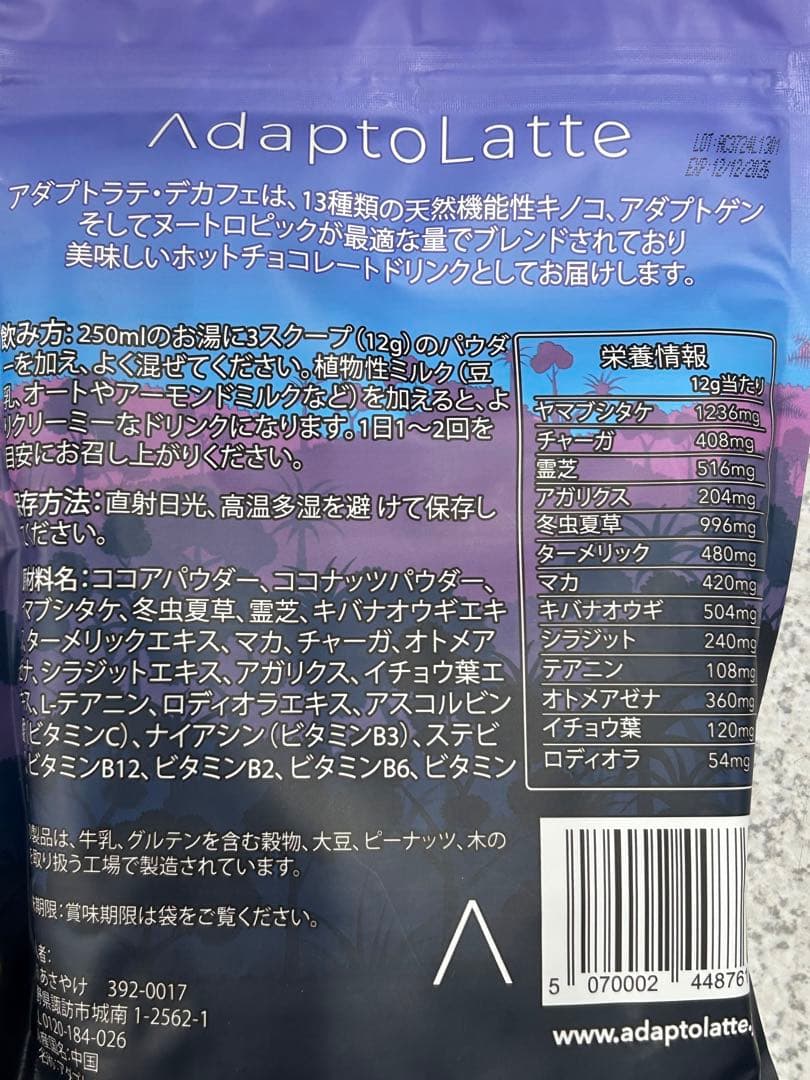 AdaptoLatte
LOT:AC3724L13M
EXP:12/12/2026
アダプトラテ・デカフェは、13種類の天然機能性キノコ、アダプトゲン
そしてヌートロピックが最適な量でブレンドされており
美味しいホットチョコレートドリンクとしてお届けします。
飲み方：250mlのお湯に3スクープ（12g）のパウダ
ーを加え、よく混ぜてください。植物性ミルク（豆
乳、オートやアーモンドミルクなど）を加えると、よ
りクリーミーなドリンクになります。1日1〜2回を
目安にお召し上がりください。
保存方法：直射日光、高温多湿を避 けて保存し
ください。
材料名：ココアパウダー、ココナッツパウダー、
マブシタケ、冬虫夏草、霊芝、キバナオウギエキ
、ターメリックエキス、マカ、チャーガ、オトメア
ゼナ、シラジットエキス、アガリクス、イチョウ葉エ
ス、L-テアニン、ロディオラエキス、アスコルビン
（ビタミンC）、ナイアシン（ビタミンB3）、ステビ
、ビタミンB12、ビタミンB2、ビタミンB6、ビタミン
製品は、牛乳、グルテンを含む穀物、大豆、ピーナッツ、木の
を取り扱う工場で製造されています。
期限：賞味期限は袋をご覧ください。
者：
あさやけ 392-0017
野県諏訪市城南 1-2562-1
0120-184-026
国名：中国
栄養情報
12g当たり
ヤマブシタケ 1236mg
チャーガ 408mg
霊芝 516mg
アガリクス 204mg
冬虫夏草 996mg
ターメリック 480mg
マカ 420mg
キバナオウギ 504mg
シラジット 240mg
テアニン 108mg
オトメアゼナ 360mg
イチョウ葉 120mg
ロディオラ 54mg
5 070002 448761
www.adaptolatte.